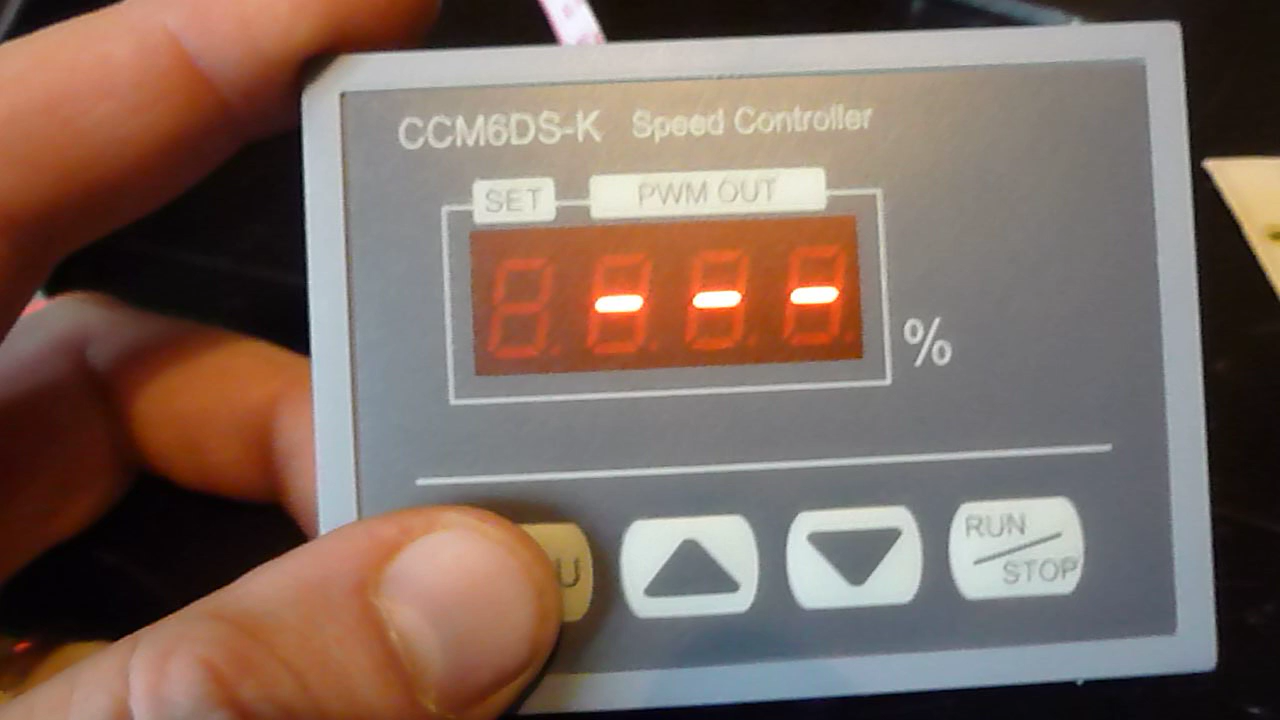 CCM6DS-K Speed Controller
SET PWM OUT
- - -
%
U
RUN
STOP